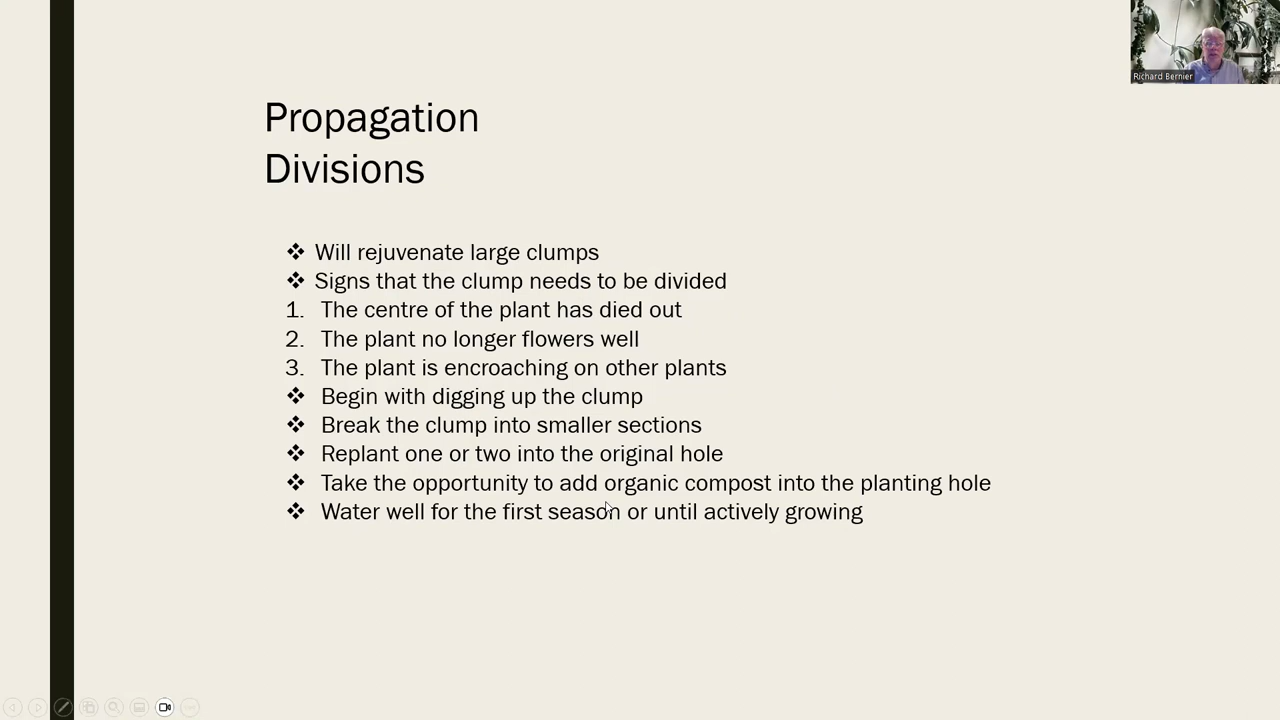 Richard Bernier
Propagation
Divisions
❖ Will rejuvenate large clumps
❖ Signs that the clump needs to be divided
1. The centre of the plant has died out
2. The plant no longer flowers well
3. The plant is encroaching on other plants
❖ Begin with digging up the clump
❖ Break the clump into smaller sections
❖ Replant one or two into the original hole
❖ Take the opportunity to add organic compost into the planting hole
❖ Water well for the first season or until actively growing